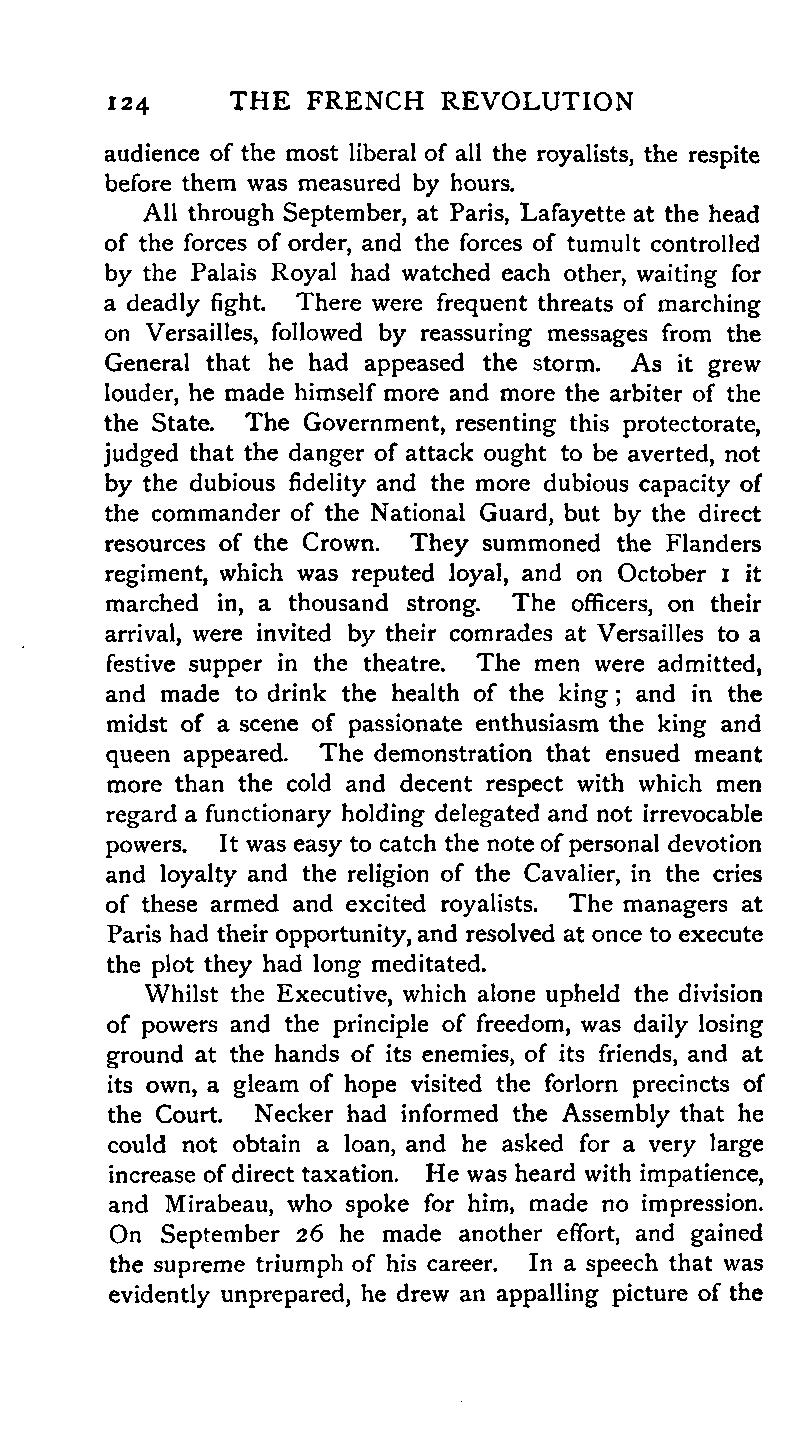 124 THE FRENCH REVOLUTION
audience of the most liberal of all the royalists, the respite
before them was measured by hours.
All through September, at Paris, Lafayette at the head
of the forces of order, and the forces of tumult controlled
by the Palais Royal had watched each other, waiting for
a deadly fight. There were frequent threats of marching
on Versailles, followed by reassuring messages from the
General that he had appeased the storm. As it grew
louder, he made himself more and more the arbiter of the
the State. The Government, resenting this protectorate,
judged that the danger of attack ought to be averted, not
by the dubious fidelity and the more dubious capacity of
the commander of the National Guard, but by the direct
resources of the Crown. They summoned the Flanders
regiment, which was reputed loyal, and on October 1 it
marched in, a thousand strong. The officers, on their
arrival, were invited by their comrades at Versailles to a
festive supper in the theatre. The men were admitted,
and made to drink the health of the king; and in the
midst of a scene of passionate enthusiasm the king and
queen appeared. The demonstration that ensued meant
more than the cold and decent respect with which men
regard a functionary holding delegated and not irrevocable
powers. It was easy to catch the note of personal devotion
and loyalty and the religion of the Cavalier, in the cries
of these armed and excited royalists. The managers at
Paris had their opportunity, and resolved at once to execute
the plot they had long meditated.
Whilst the Executive, which alone upheld the division
of powers and the principle of freedom, was daily losing
ground at the hands of its enemies, of its friends, and at
its own, a gleam of hope visited the forlorn precincts of
the Court. Necker had informed the Assembly that he
could not obtain a loan, and he asked for a very large
increase of direct taxation. He was heard with impatience,
and Mirabeau, who spoke for him, made no impression.
On September 26 he made another effort, and gained
the supreme triumph of his career. In a speech that was
evidently unprepared, he drew an appalling picture of the